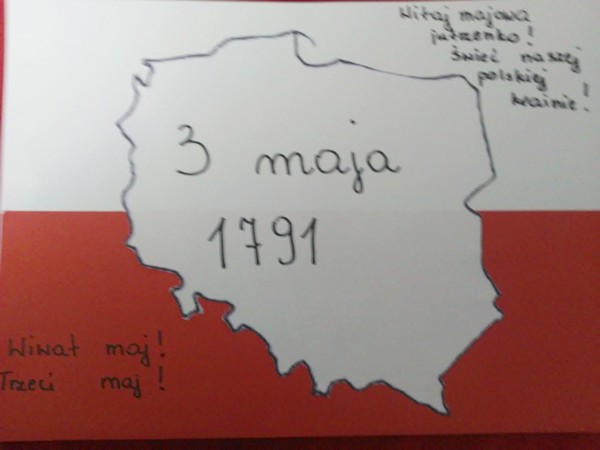 Witaj majowa
jutrzenko!
świeć naszej
polskiej
krainie!
3 maja
1791
Wiwat maj!
Trzeci maj!